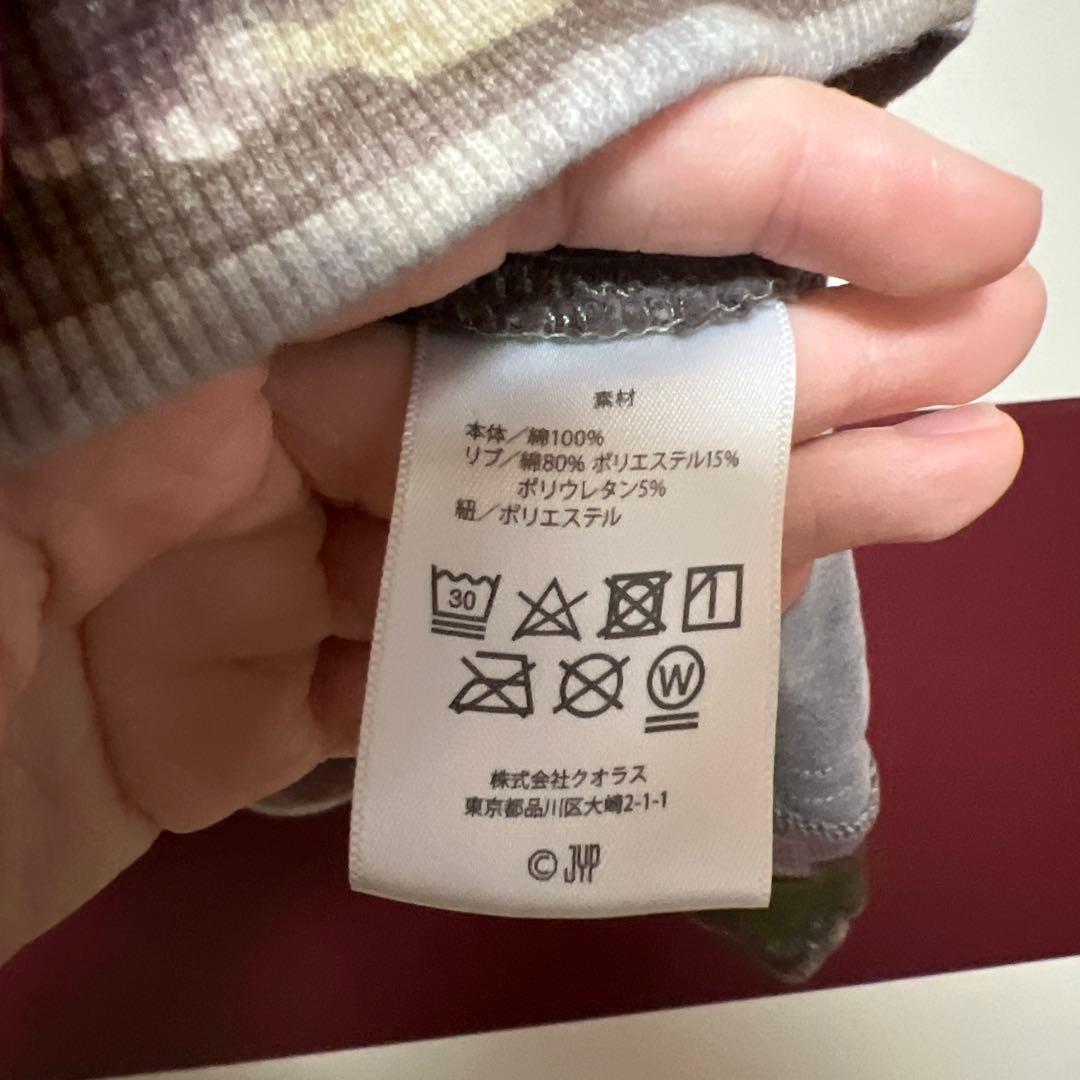 素材
本体／綿100%
リブ／綿80% ポリエステル15%
ポリウレタン5%
紐／ポリエステル
30
W
株式会社クオラス
東京都品川区大崎2-1-1
© JYP